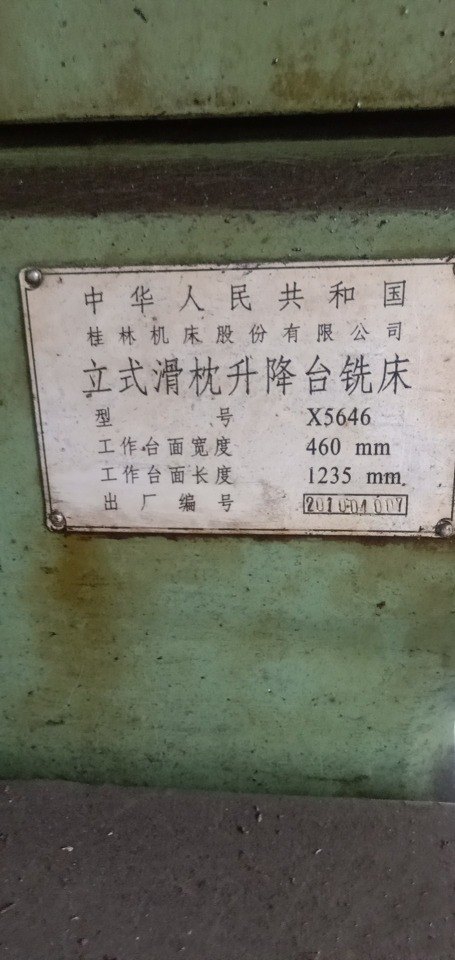 中华人民共和国
桂林机床股份有限公司
立式滑枕升降台铣床
型号 X5646
工作台面宽度 460 mm
工作台面长度 1235 mm
出厂编号 201004007